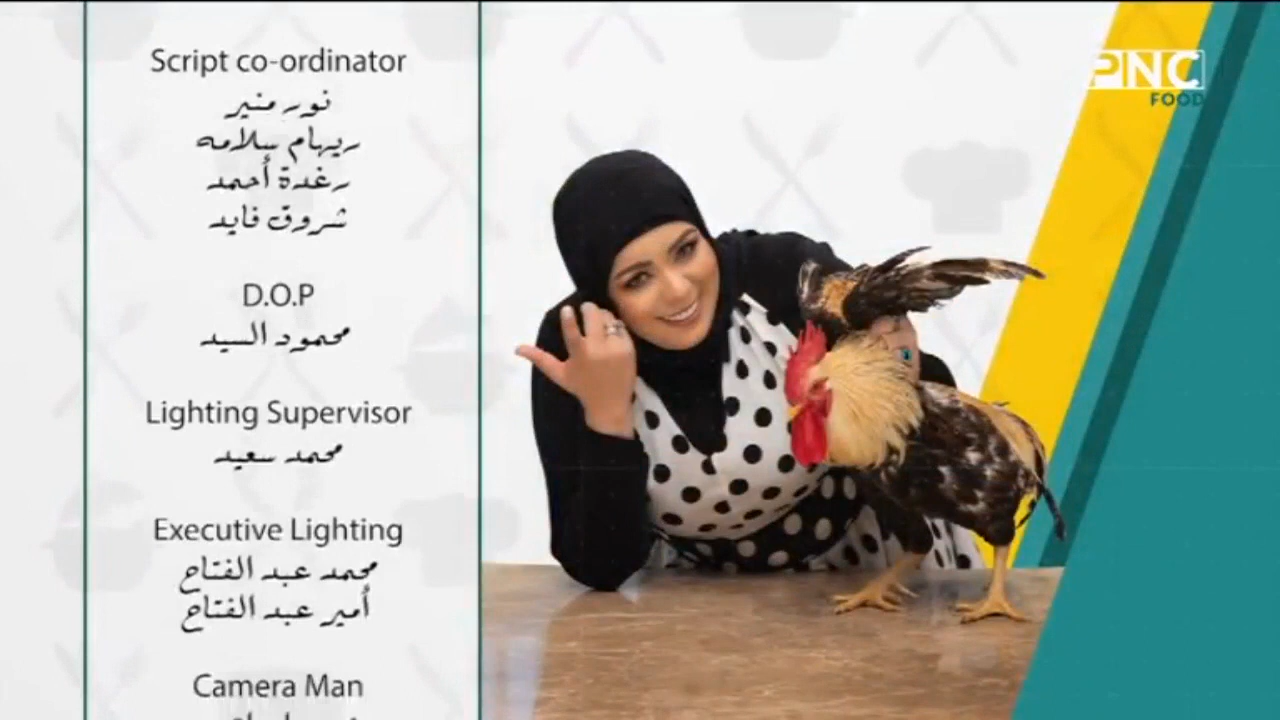 Script co-ordinator
نور منير
ريهام سلامه
رغدة أحمد
شروق فايد
D.O.P
محمود السيد
Lighting Supervisor
محمد سعيد
Executive Lighting
محمد عبد الفتاح
أمير عبد الفتاح
Camera Man
PNC
FOOD